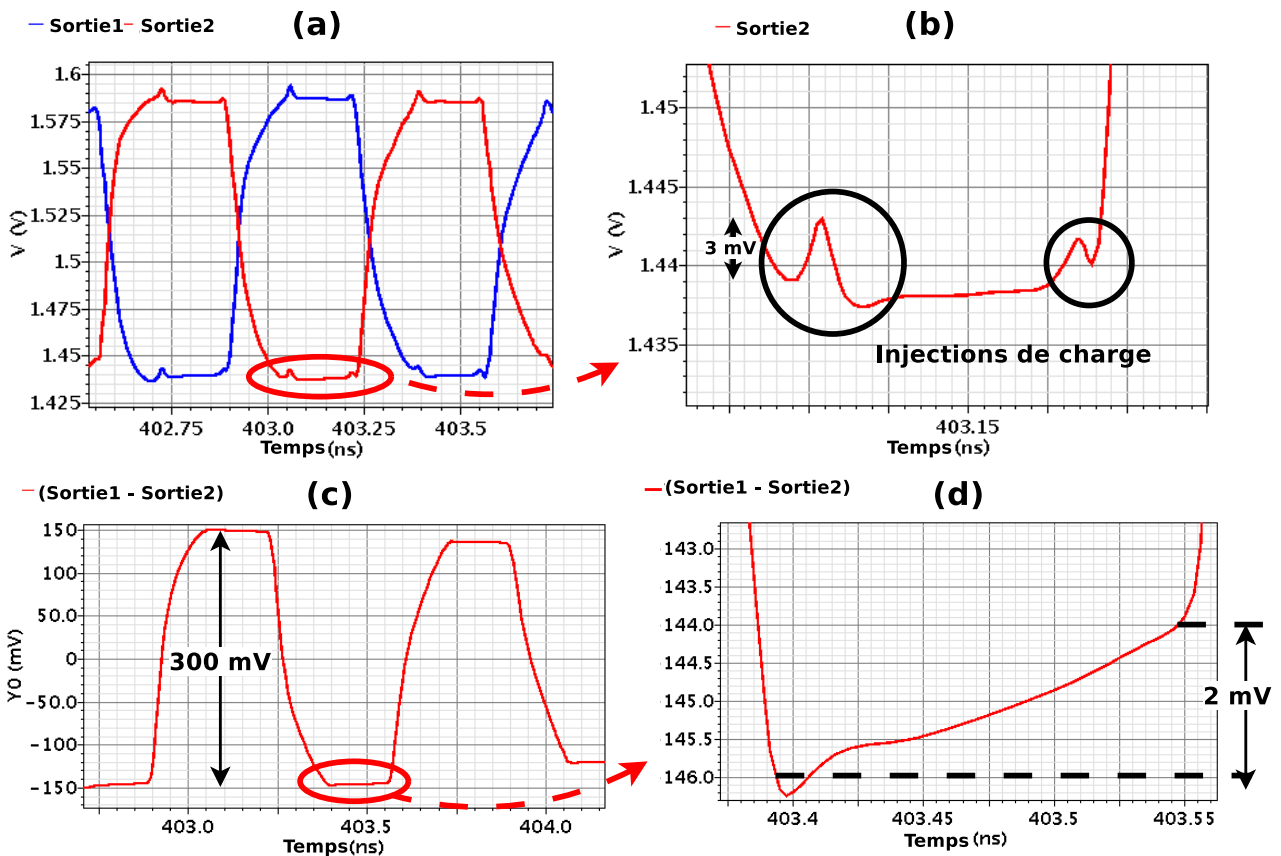 Sortie1 Sortie2 (a)
1.6
1.575
1.55
1.525
1.5
1.475
1.45
1.425
V (V)
402.75 403.0 403.25 403.5
Temps(ns)
Sortie2 (b)
1.45
1.445
1.44
1.435
V (V)
3 mV
Injections de charge
403.15
Temps(ns)
(Sortie1 - Sortie2) (c)
150
100
50.0
0
-50.0
-100
-150
Y0 (mV)
300 mV
403.0 403.5 404.0
Temps(ns)
(Sortie1 - Sortie2) (d)
143.0
143.5
144.0
144.5
145.0
145.5
146.0
2 mV
403.4 403.45 403.5 403.55
Temps(ns)